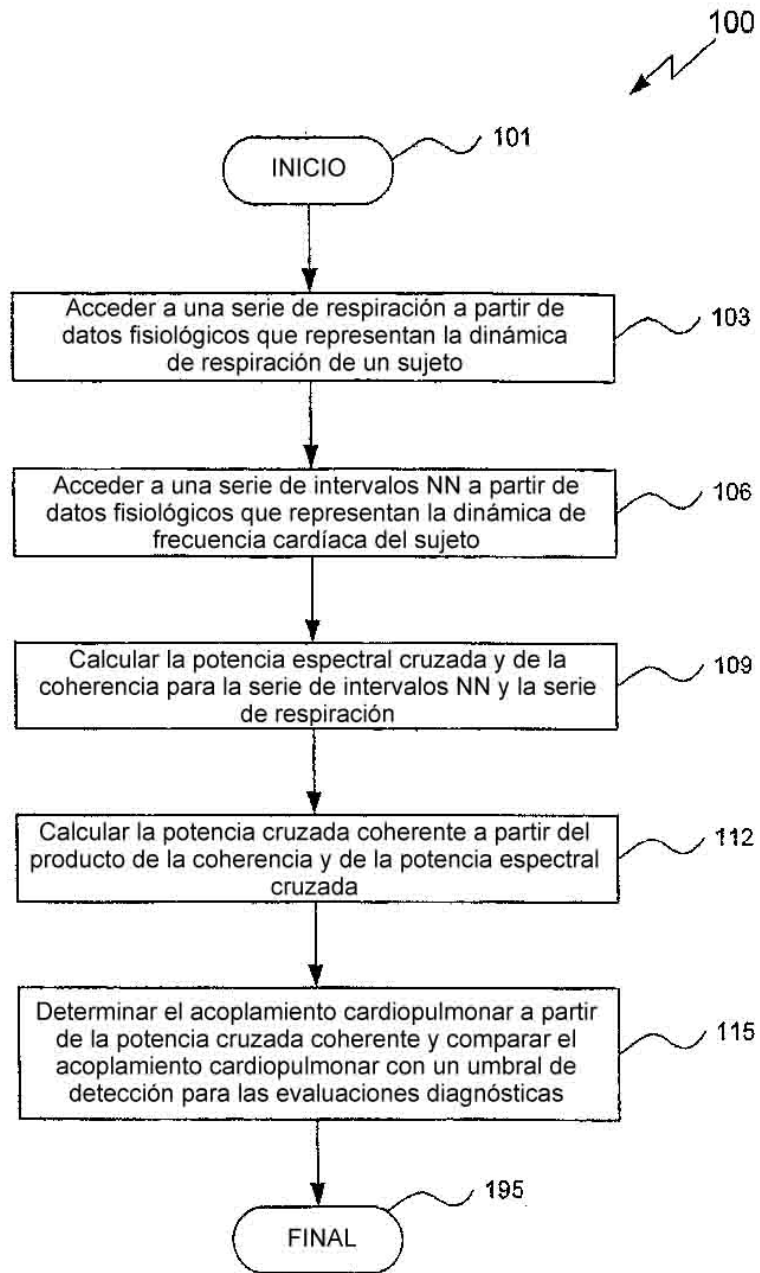 100
INICIO
101
Acceder a una serie de respiración a partir de
datos fisiológicos que representan la dinámica
de respiración de un sujeto
103
Acceder a una serie de intervalos NN a partir de
datos fisiológicos que representan la dinámica de
frecuencia cardíaca del sujeto
106
Calcular la potencia espectral cruzada y de la
coherencia para la serie de intervalos NN y la serie
de respiración
109
Calcular la potencia cruzada coherente a partir del
producto de la coherencia y de la potencia espectral
cruzada
112
Determinar el acoplamiento cardiopulmonar a partir
de la potencia cruzada coherente y comparar el
acoplamiento cardiopulmonar con un umbral de
detección para las evaluaciones diagnósticas
115
195
FINAL